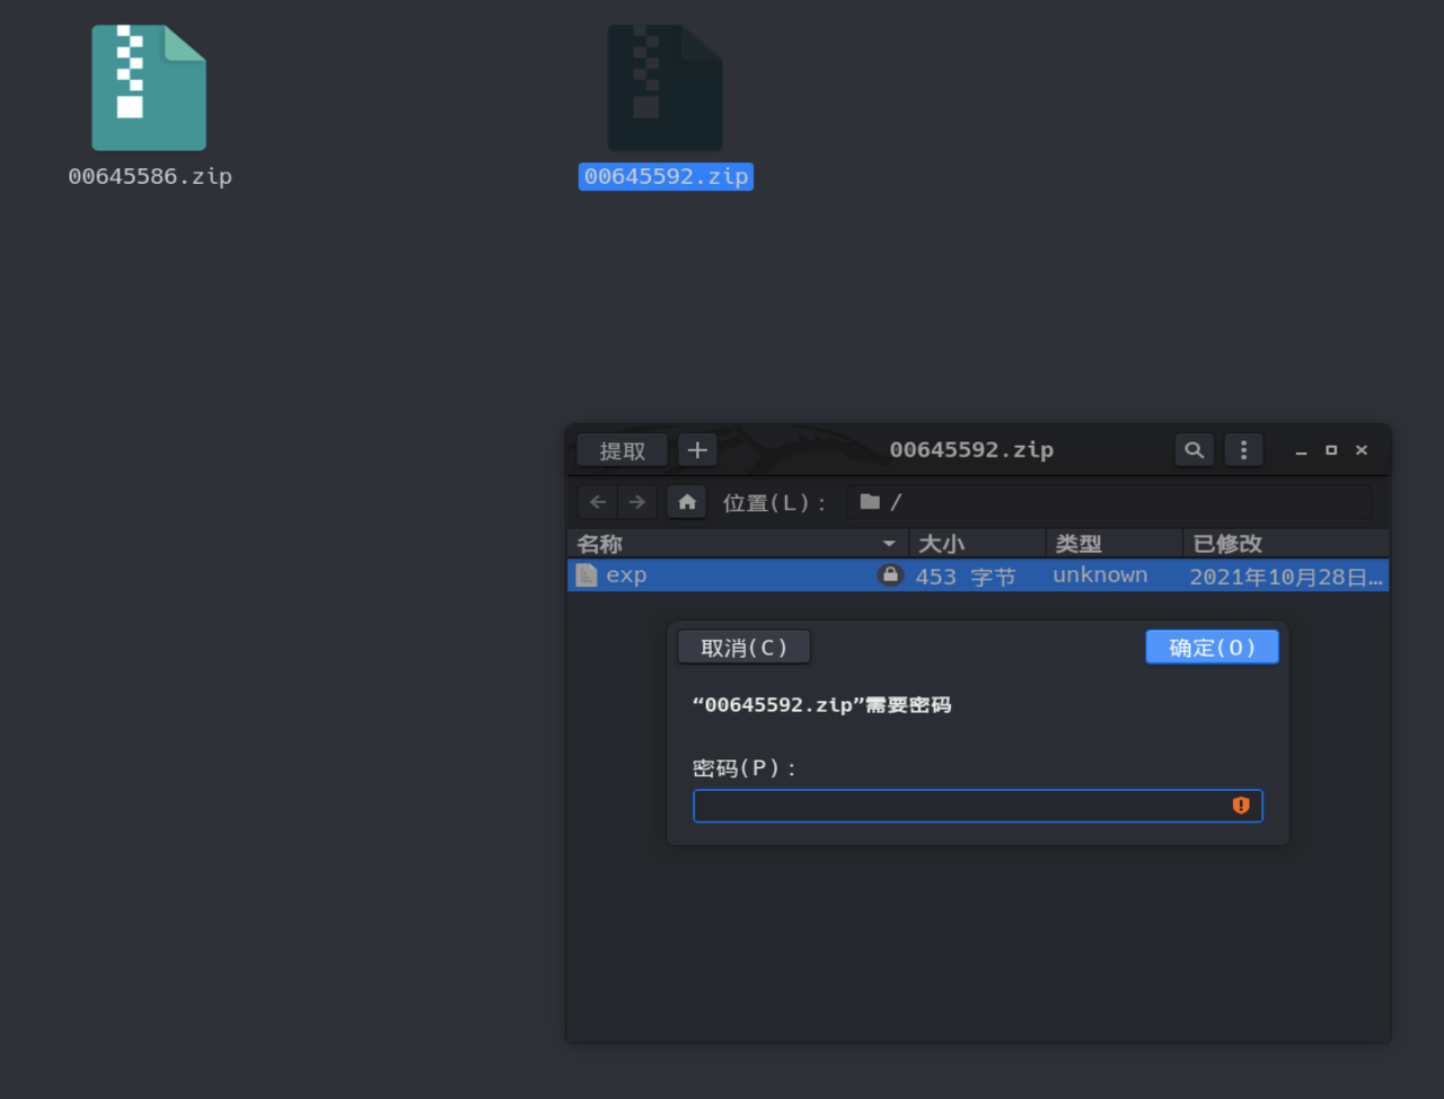 00645586.zip
00645592.zip
提取
00645592.zip
位置(L)：
/
名称 大小 类型 已修改
exp 453 字节 unknown 2021年10月28日…
取消(C)
确定(O)
“00645592.zip”需要密码
密码(P)：